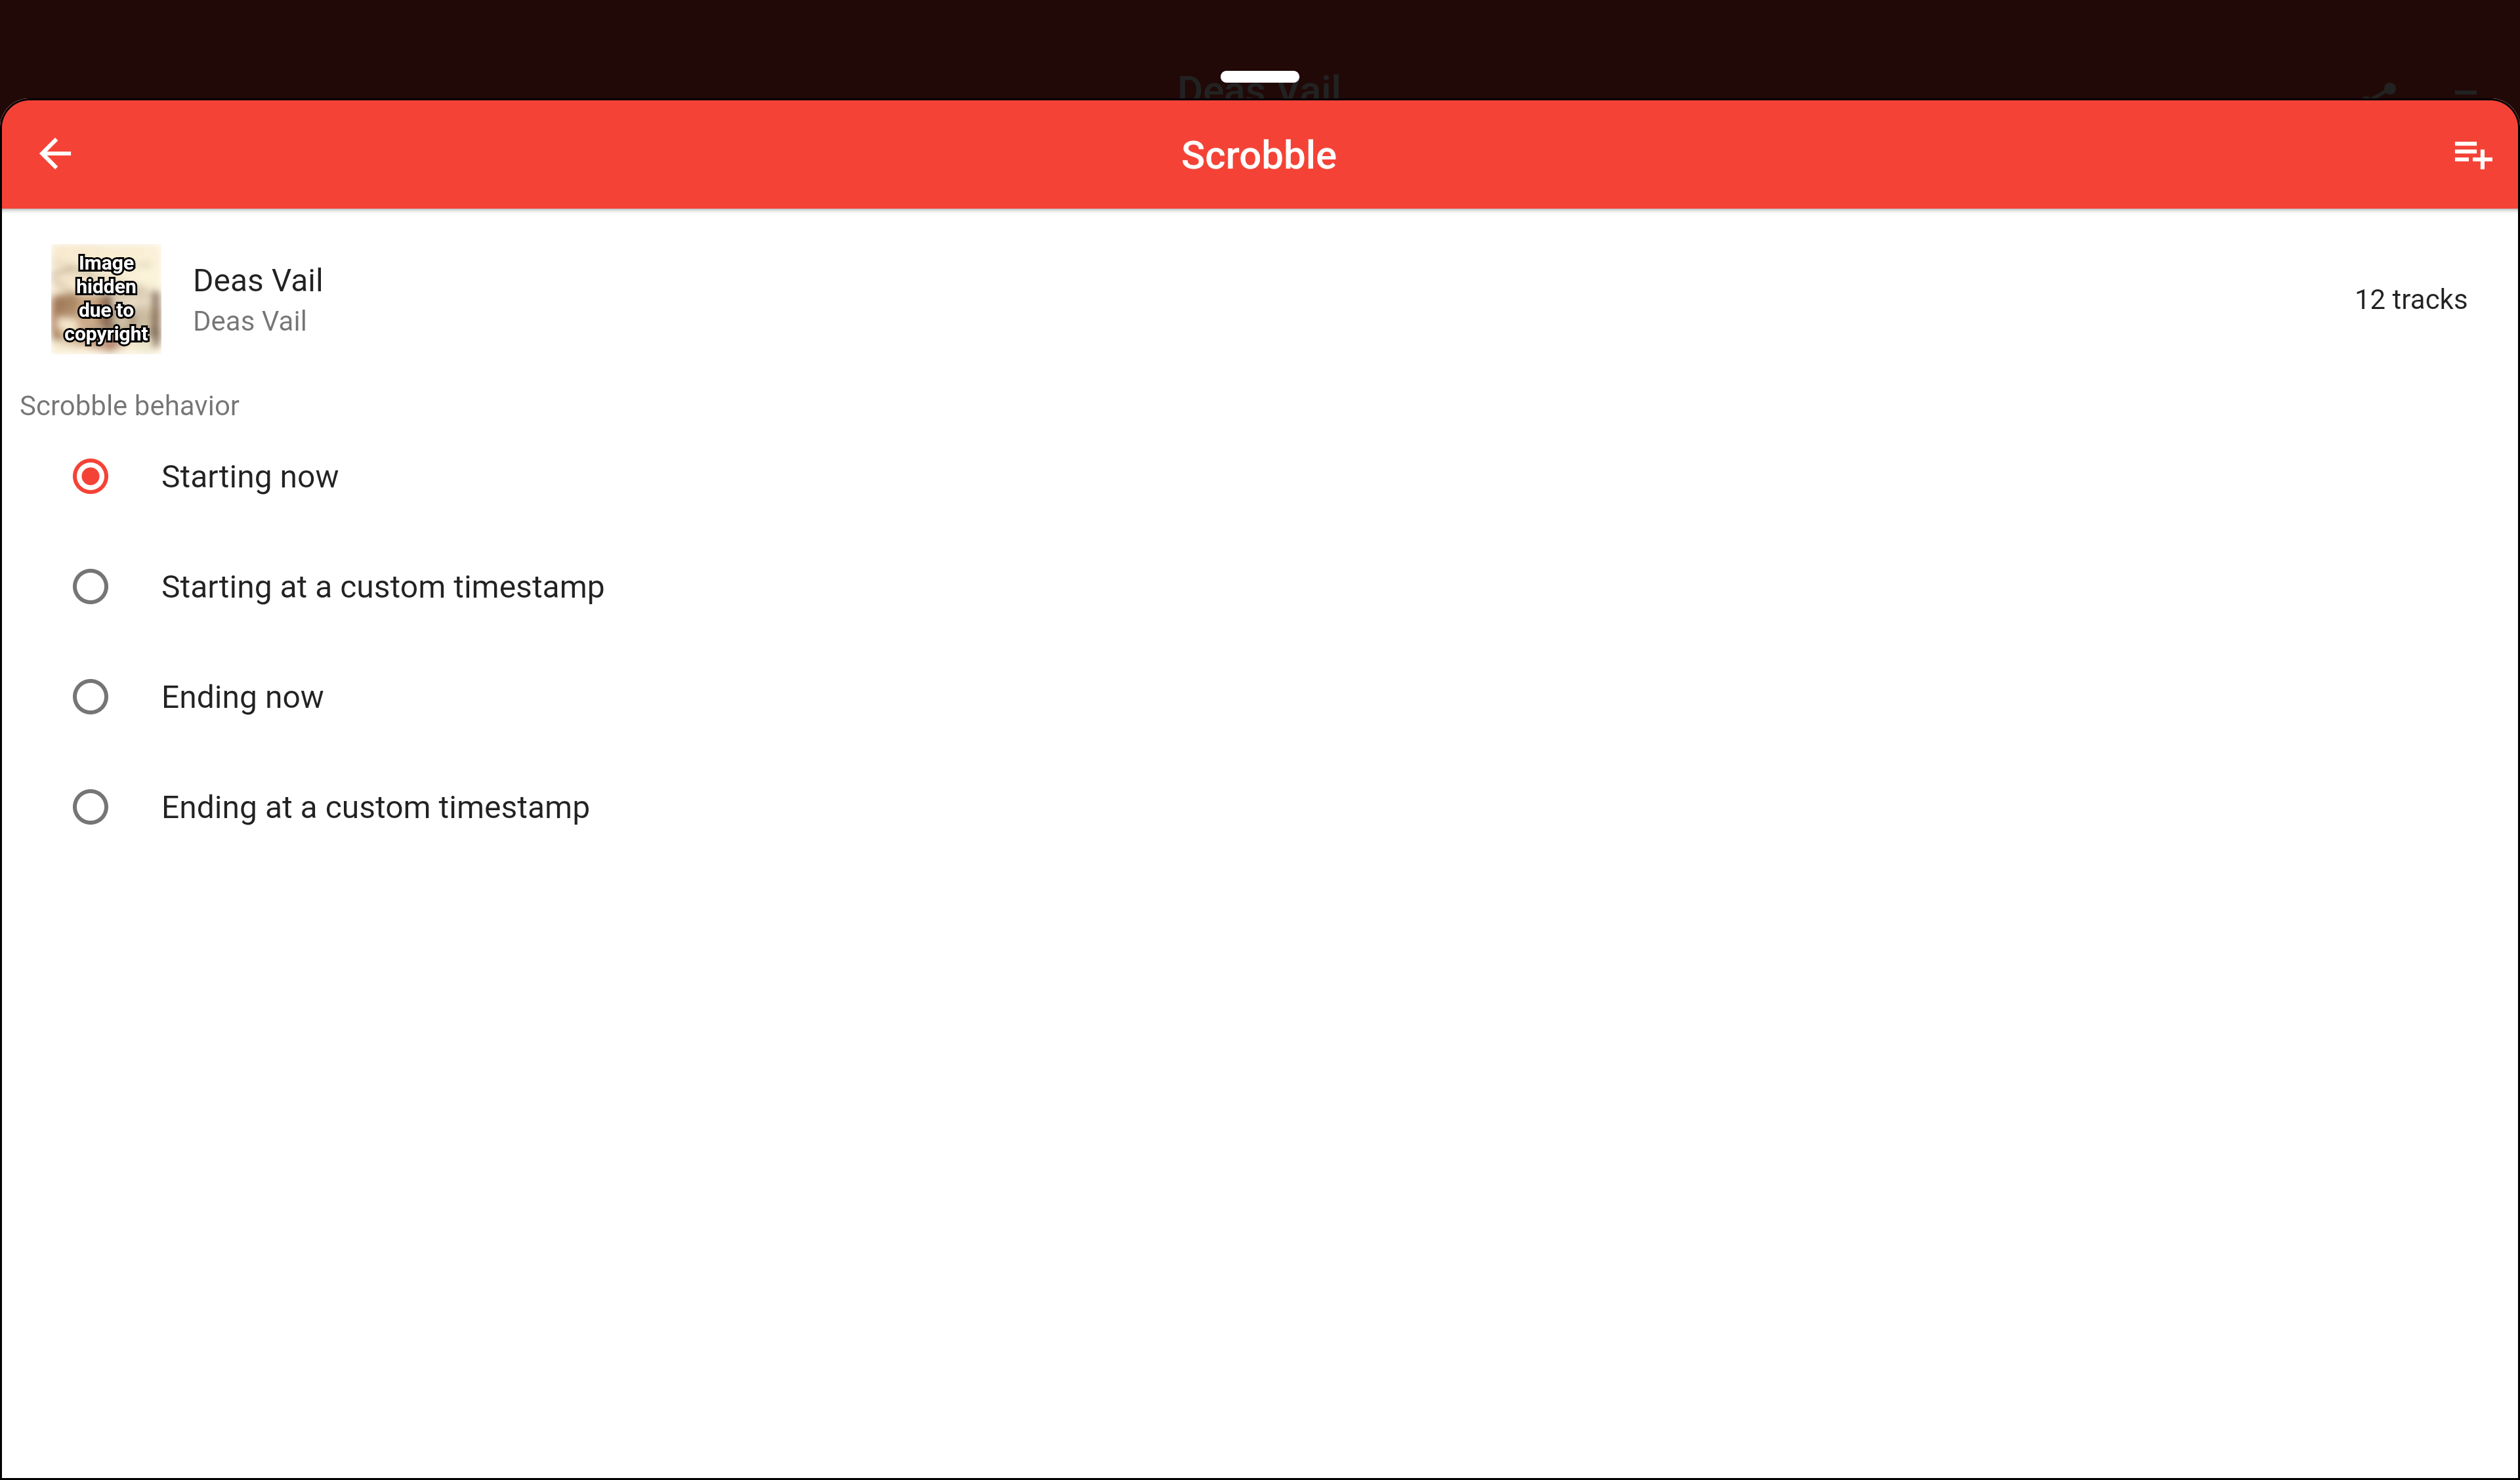 Deas Vail
Scrobble
Image
hidden
due to
copyright
Deas Vail
Deas Vail
12 tracks
Scrobble behavior
Starting now
Starting at a custom timestamp
Ending now
Ending at a custom timestamp